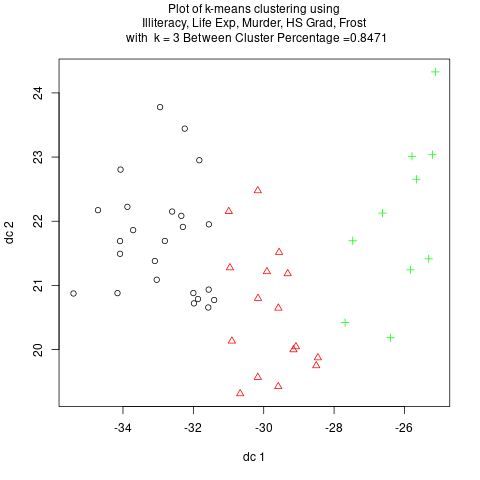 Plot of k-means clustering using
Illiteracy, Life Exp, Murder, HS Grad, Frost
with k = 3 Between Cluster Percentage =0.8471
24
23
22
21
20
dc 2
-34
-32
-30
-28
-26
dc 1